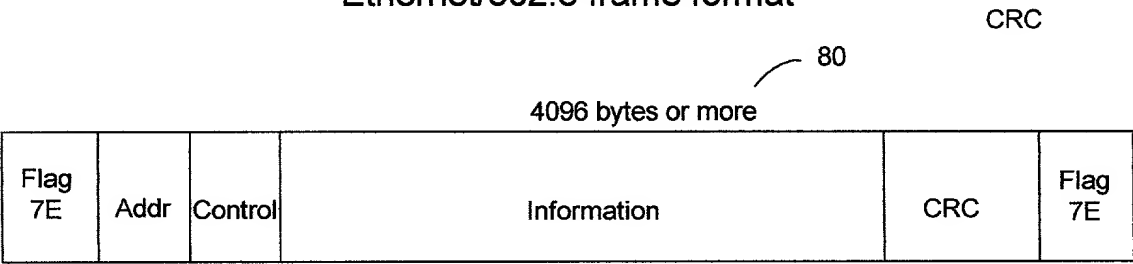 CRC
80
4096 bytes or more
Flag 7E
Addr
Control
Information
CRC
Flag 7E